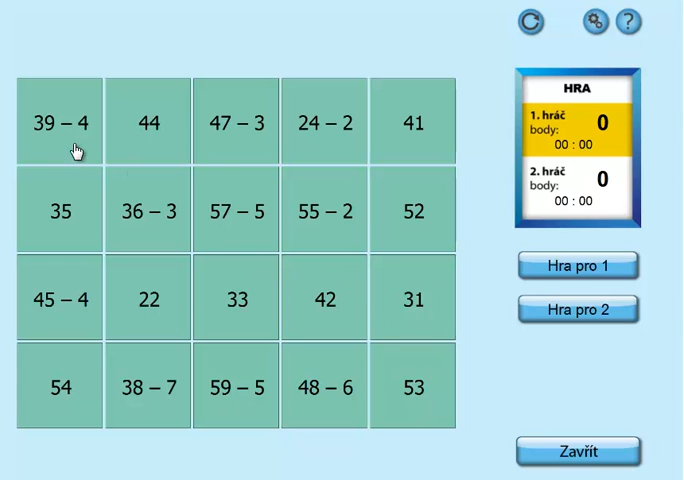 ?
HRA
1. hráč
body:
0
00 : 00
2. hráč
body:
0
00 : 00
39 – 4 44 47 – 3 24 – 2 41
35 36 – 3 57 – 5 55 – 2 52
45 – 4 22 33 42 31
54 38 – 7 59 – 5 48 – 6 53
Hra pro 1
Hra pro 2
Zavřít